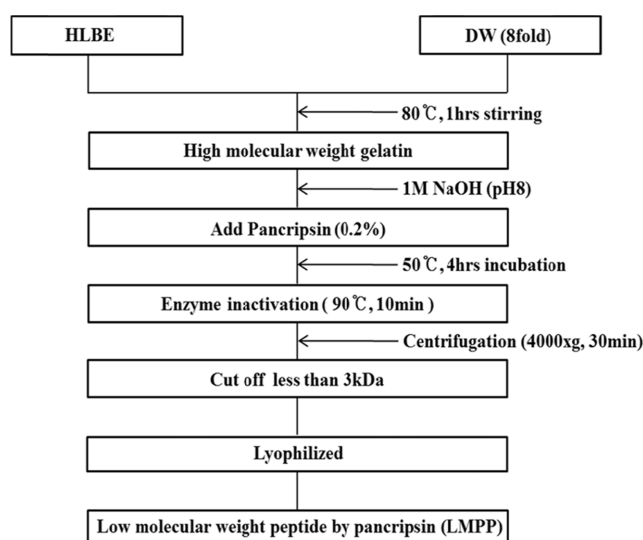 HLBE
DW (8fold)
80℃, 1hrs stirring
High molecular weight gelatin
1M NaOH (pH8)
Add Pancripsin (0.2%)
50℃, 4hrs incubation
Enzyme inactivation ( 90℃, 10min )
Centrifugation (4000xg, 30min)
Cut off less than 3kDa
Lyophilized
Low molecular weight peptide by pancripsin (LMPP)